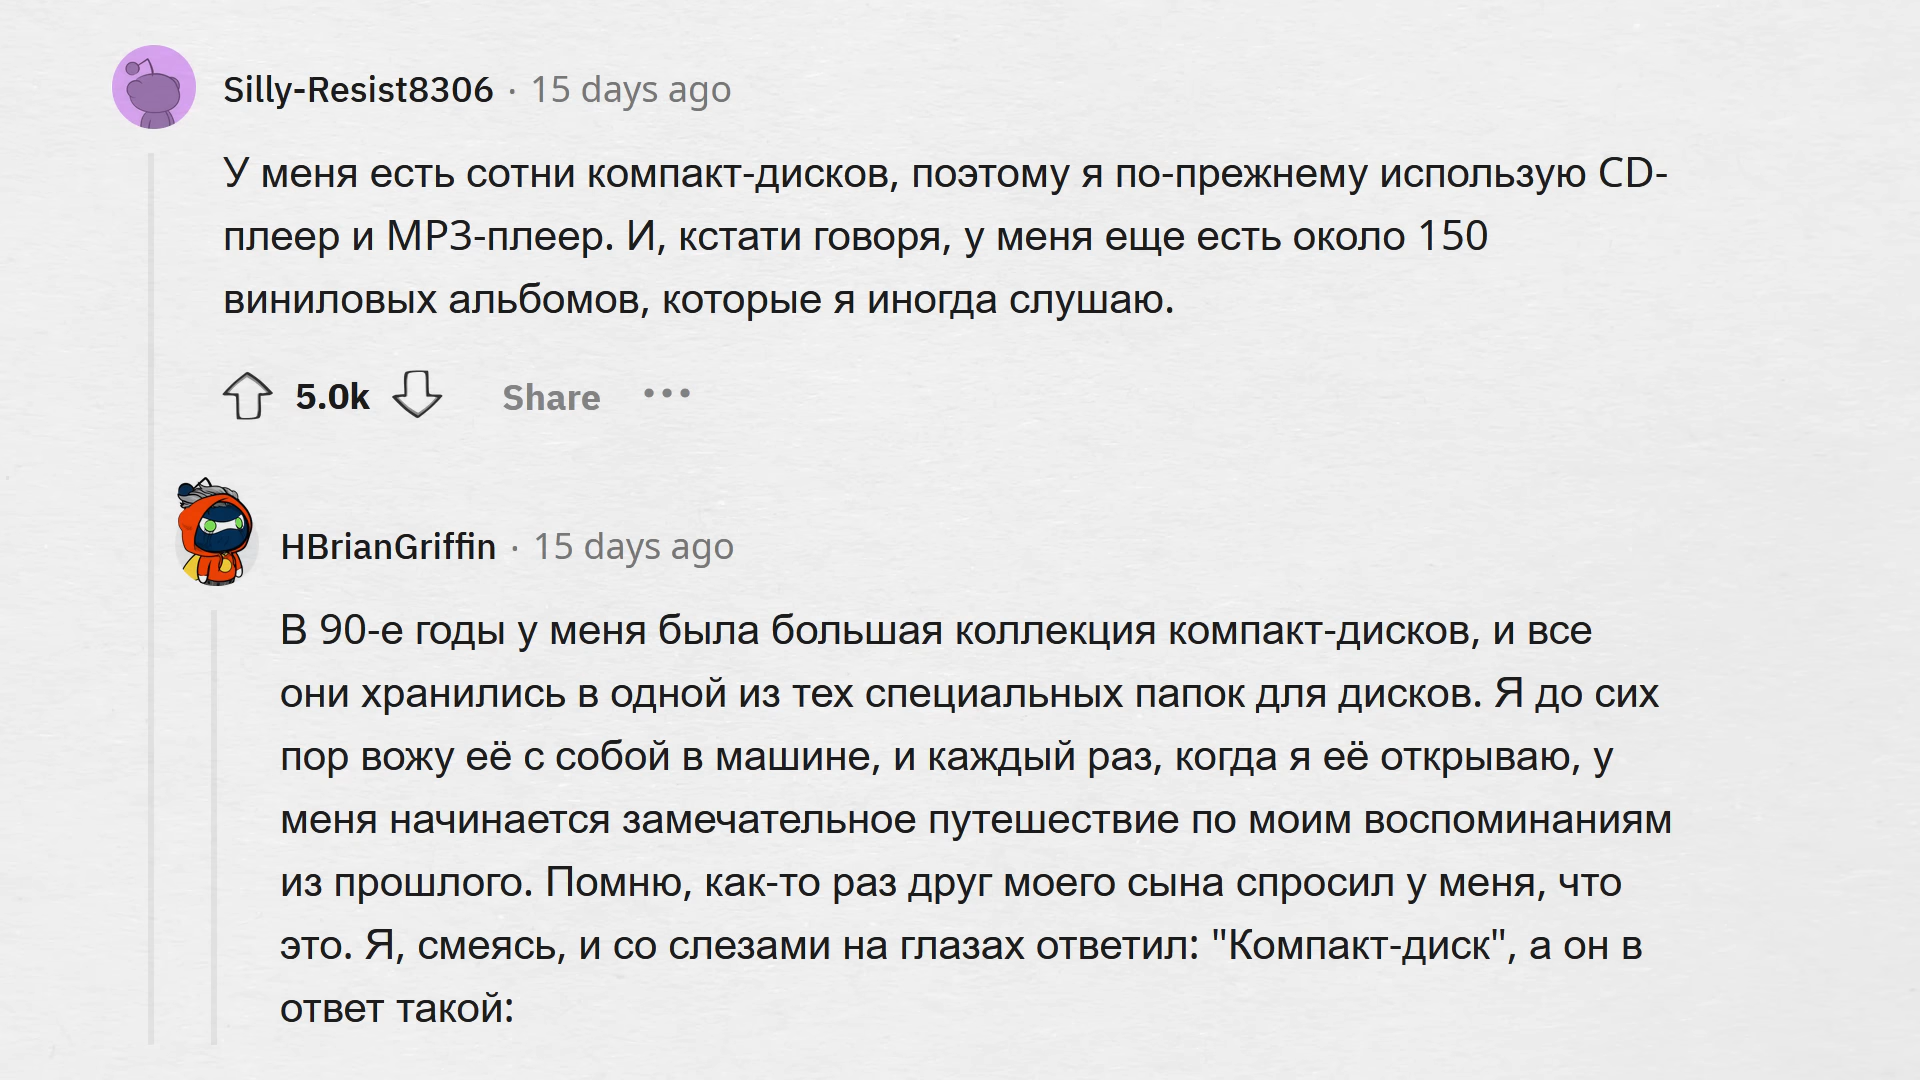 Silly-Resist8306 · 15 days ago
У меня есть сотни компакт-дисков, поэтому я по-прежнему использую CD-
плеер и MP3-плеер. И, кстати говоря, у меня еще есть около 150
виниловых альбомов, которые я иногда слушаю.
5.0k Share •••
HBrianGriffin · 15 days ago
В 90-е годы у меня была большая коллекция компакт-дисков, и все
они хранились в одной из тех специальных папок для дисков. Я до сих
пор вожу её с собой в машине, и каждый раз, когда я её открываю, у
меня начинается замечательное путешествие по моим воспоминаниям
из прошлого. Помню, как-то раз друг моего сына спросил у меня, что
это. Я, смеясь, и со слезами на глазах ответил: "Компакт-диск", а он в
ответ такой: